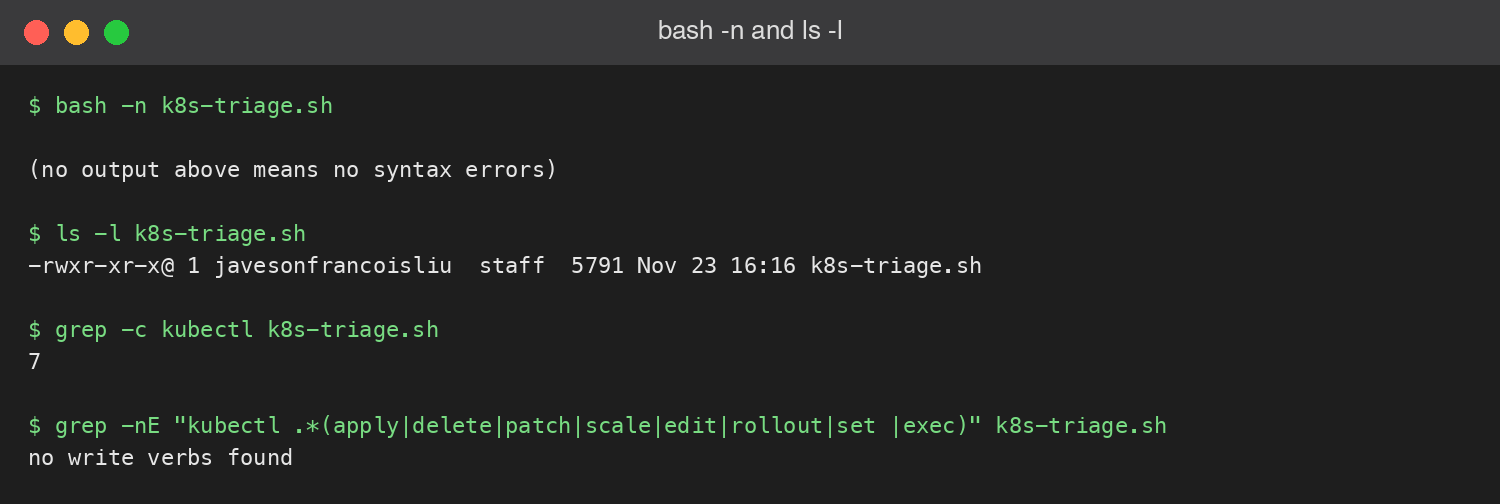 bash -n and ls -l
$ bash -n k8s-triage.sh
(no output above means no syntax errors)
$ ls -l k8s-triage.sh
-rwxr-xr-x@ 1 javesonfrancoisliu  staff  5791 Nov 23 16:16 k8s-triage.sh
$ grep -c kubectl k8s-triage.sh
7
$ grep -nE "kubectl .*(apply|delete|patch|scale|edit|rollout|set |exec)" k8s-triage.sh
no write verbs found